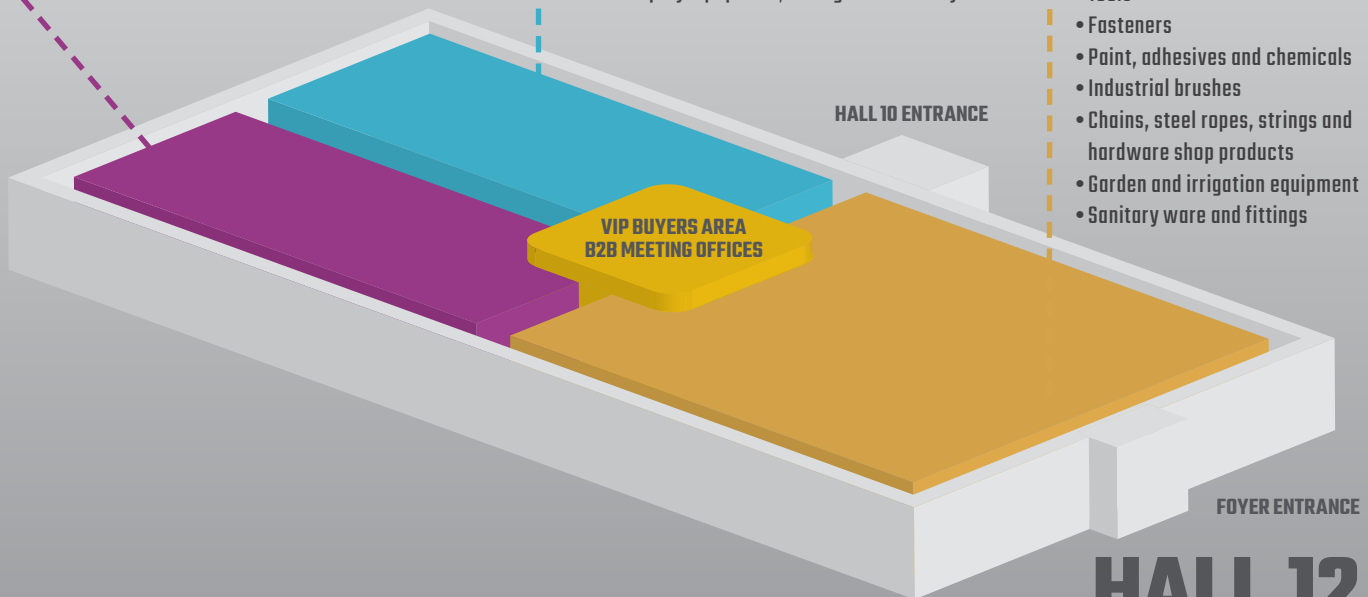 • Fasteners
• Paint, adhesives and chemicals
• Industrial brushes
HALL 10 ENTRANCE
• Chains, steel ropes, strings and
hardware shop products
• Garden and irrigation equipment
• Sanitary ware and fittings
VIP BUYERS AREA
B2B MEETING OFFICES
FOYER ENTRANCE
HALL 12